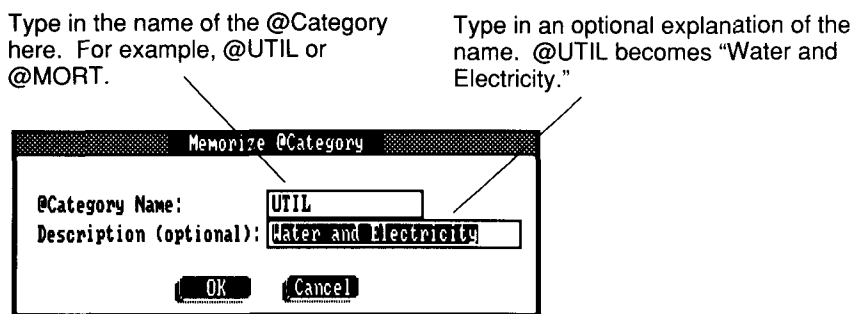 Type in the name of the @Category
here. For example, @UTIL or
@MORT.
Type in an optional explanation of the
name. @UTIL becomes “Water and
Electricity.”
Memorize @Category
@Category Name: UTIL
Description (optional): Water and Electricity
OK Cancel